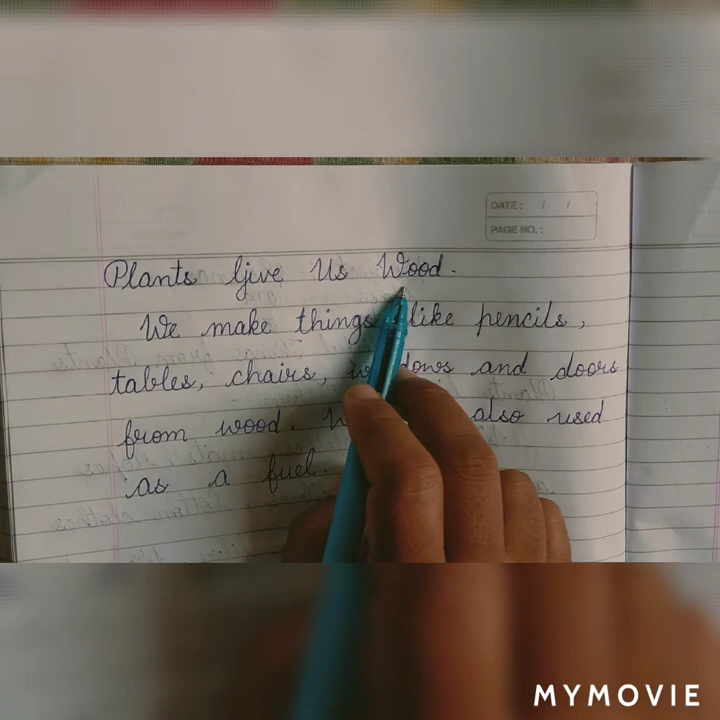 DATE: / /
PAGE NO.:
Plants Give Us Wood.
We make things like pencils,
tables, chairs, and doors
from wood. also used
as a fuel.
MYMOVIE